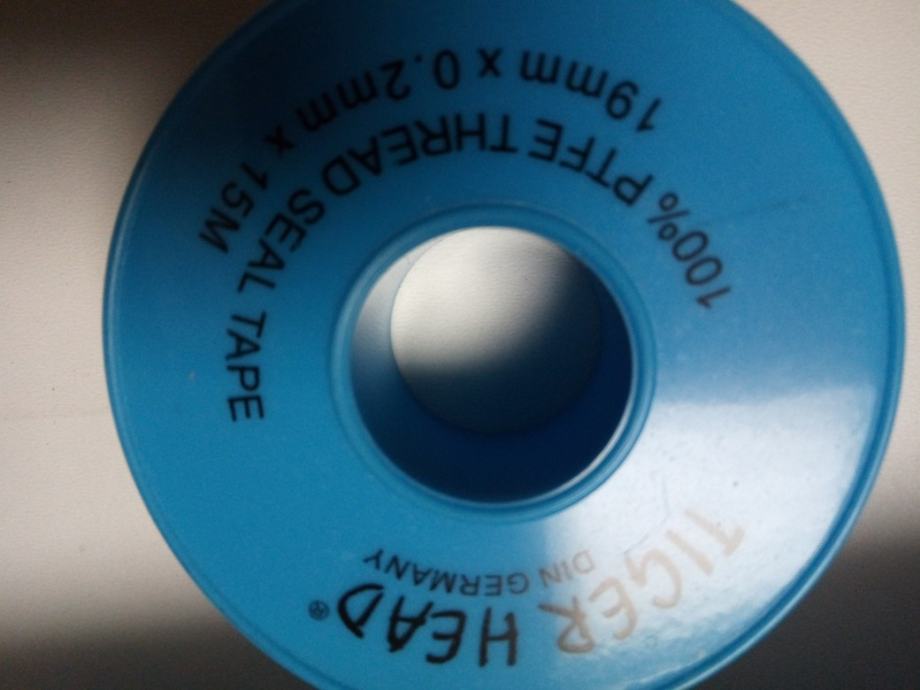 TIGER HEAD®
DIN GERMANY
100% PTFE THREAD SEAL TAPE
19mm x 0.2mm x 15M